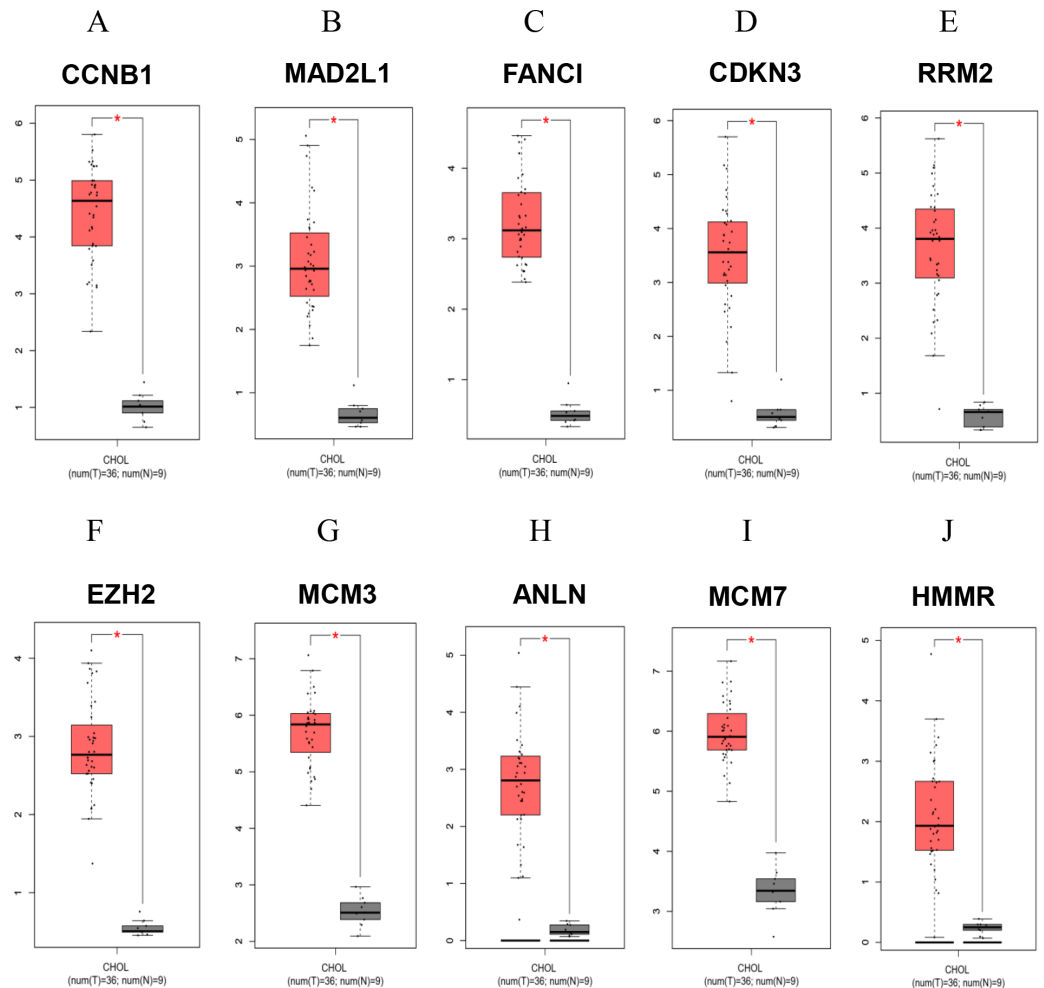 A B C D E
CCNB1 MAD2L1 FANCI CDKN3 RRM2
* * * * *
6 5 4 3 2 1
5 4 3 2 1
4 3 2 1
6 5 4 3 2 1
6 5 4 3 2 1
CHOL CHOL CHOL CHOL CHOL
(num(T)=36; num(N)=9) (num(T)=36; num(N)=9) (num(T)=36; num(N)=9) (num(T)=36; num(N)=9) (num(T)=36; num(N)=9)
F G H I J
EZH2 MCM3 ANLN MCM7 HMMR
* * * * *
4 3 2 1
7 6 5 4 3 2
5 4 3 2 1 0
7 6 5 4 3
5 4 3 2 1 0
CHOL CHOL CHOL CHOL CHOL
(num(T)=36; num(N)=9) (num(T)=36; num(N)=9) (num(T)=36; num(N)=9) (num(T)=36; num(N)=9) (num(T)=36; num(N)=9)